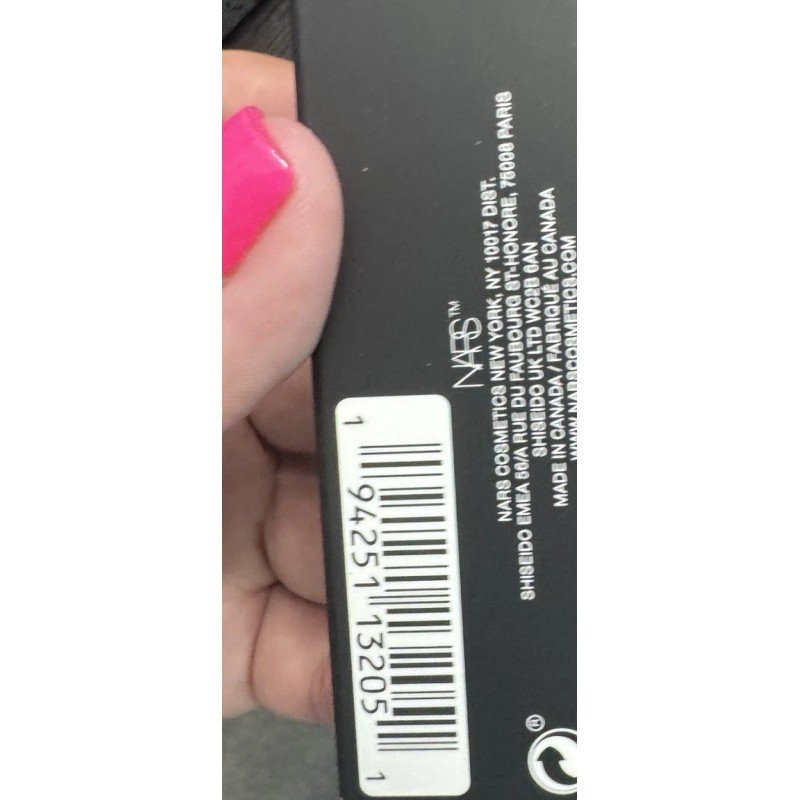 NARS™
NARS COSMETICS NEW YORK, NY 10017 DIST.
SHISEIDO EMEA 56/A RUE DU FAUBOURG ST-HONORE, 75008 PARIS
SHISEIDO UK LTD WC2B 6AN
MADE IN CANADA / FABRIQUÉ AU CANADA
WWW.NARSCOSMETICS.COM
1 94251 13205 1
®